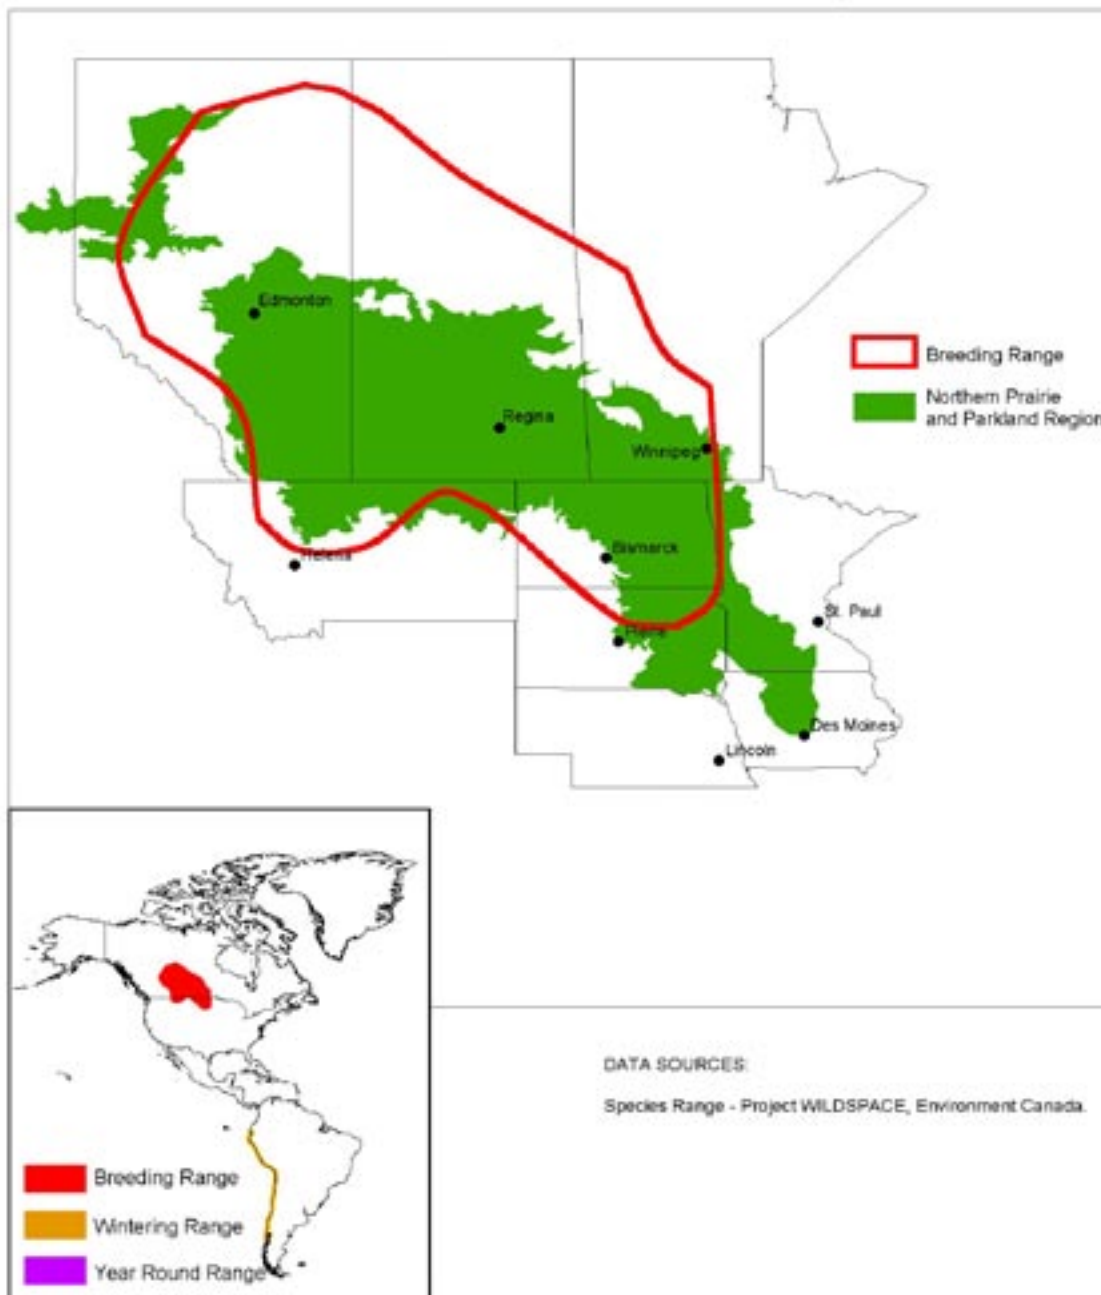 Edmonton
Regina
Winnipeg
Helena
Bismarck
St. Paul
Pierre
Des Moines
Lincoln
Breeding Range
Northern Prairie
and Parkland Region
Breeding Range
Wintering Range
Year Round Range
DATA SOURCES:
Species Range - Project WILDSPACE, Environment Canada.